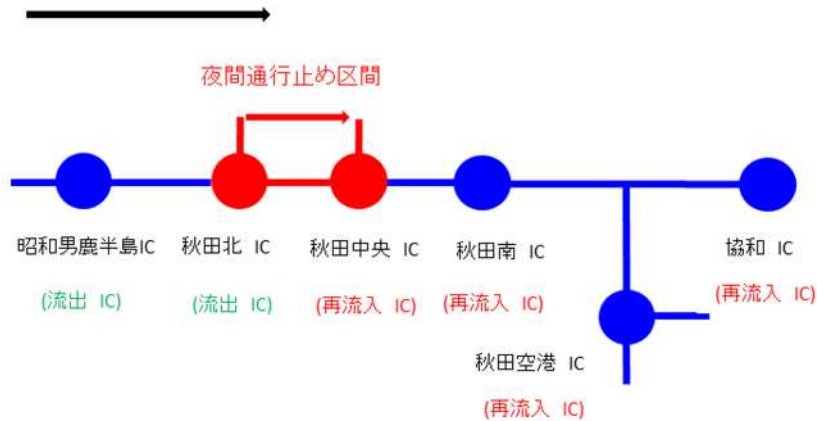 夜間通行止め区間
昭和男鹿半島IC
秋田北 IC
秋田中央 IC
秋田南 IC
協和 IC
(流出 IC)
(流出 IC)
(再流入 IC)
(再流入 IC)
(再流入 IC)
秋田空港 IC
(再流入 IC)